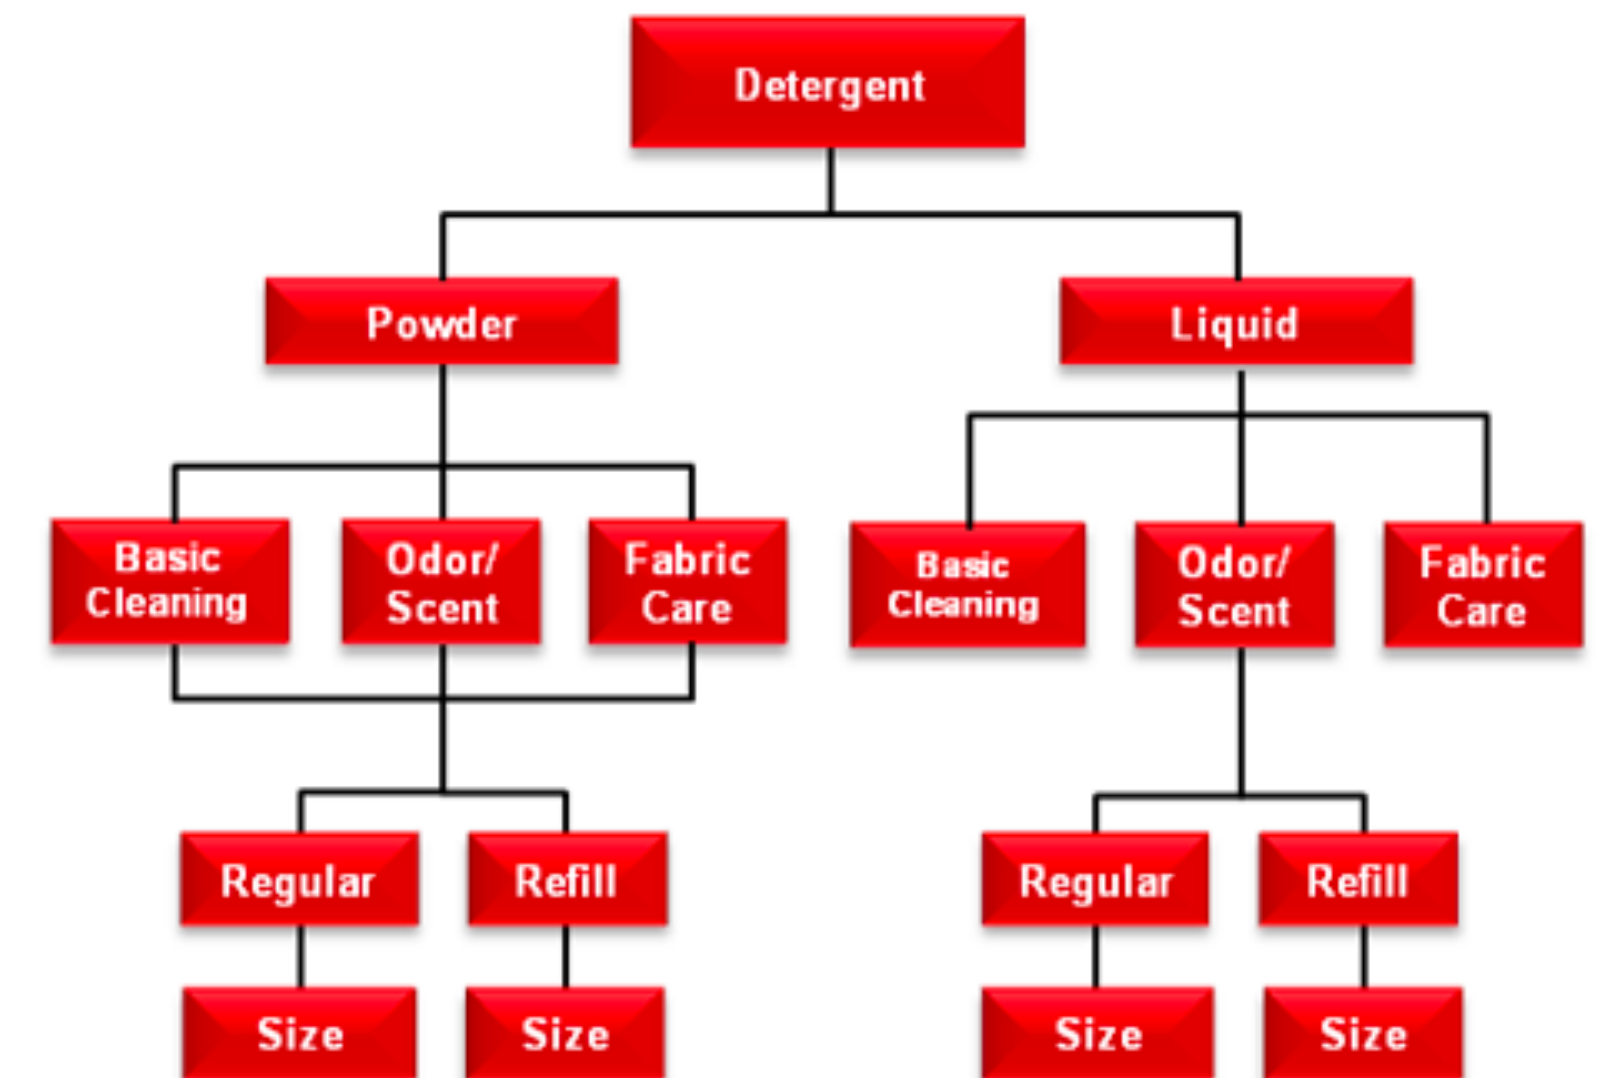 Detergent
Powder
Liquid
Basic
Cleaning
Odor/
Scent
Fabric
Care
Basic
Cleaning
Odor/
Scent
Fabric
Care
Regular
Refill
Regular
Refill
Size
Size
Size
Size